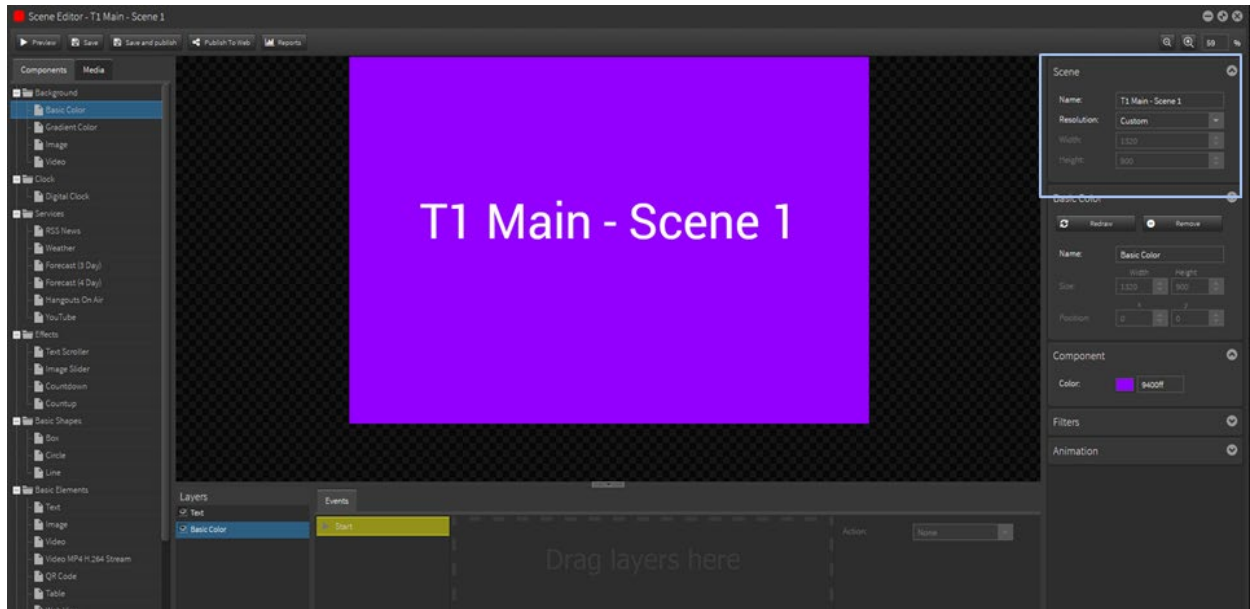 Scene Editor - T1 Main - Scene 1
Preview Save Save and publish Publish To Web Reports 59 %
Components Media
Background
Basic Color
Gradient Color
Image
Video
Clock
Digital Clock
Services
RSS News
Weather
Forecast (3 Day)
Forecast (4 Day)
Hangouts On Air
YouTube
Effects
Text Scroller
Image Slider
Countdown
Countup
Basic Shapes
Box
Circle
Line
Basic Elements
Text
Image
Video
Video MP4 H.264 Stream
QR Code
Table
T1 Main - Scene 1
Layers
Text
Basic Color
Events
Start
Drag layers here
Action: None
Scene
Name: T1 Main - Scene 1
Resolution: Custom
Width: 1320
Height: 900
Basic Color
Redraw Remove
Name: Basic Color
Width Height
Size: 1320 900
Position: 0 0
Component
Color: 9400ff
Filters
Animation